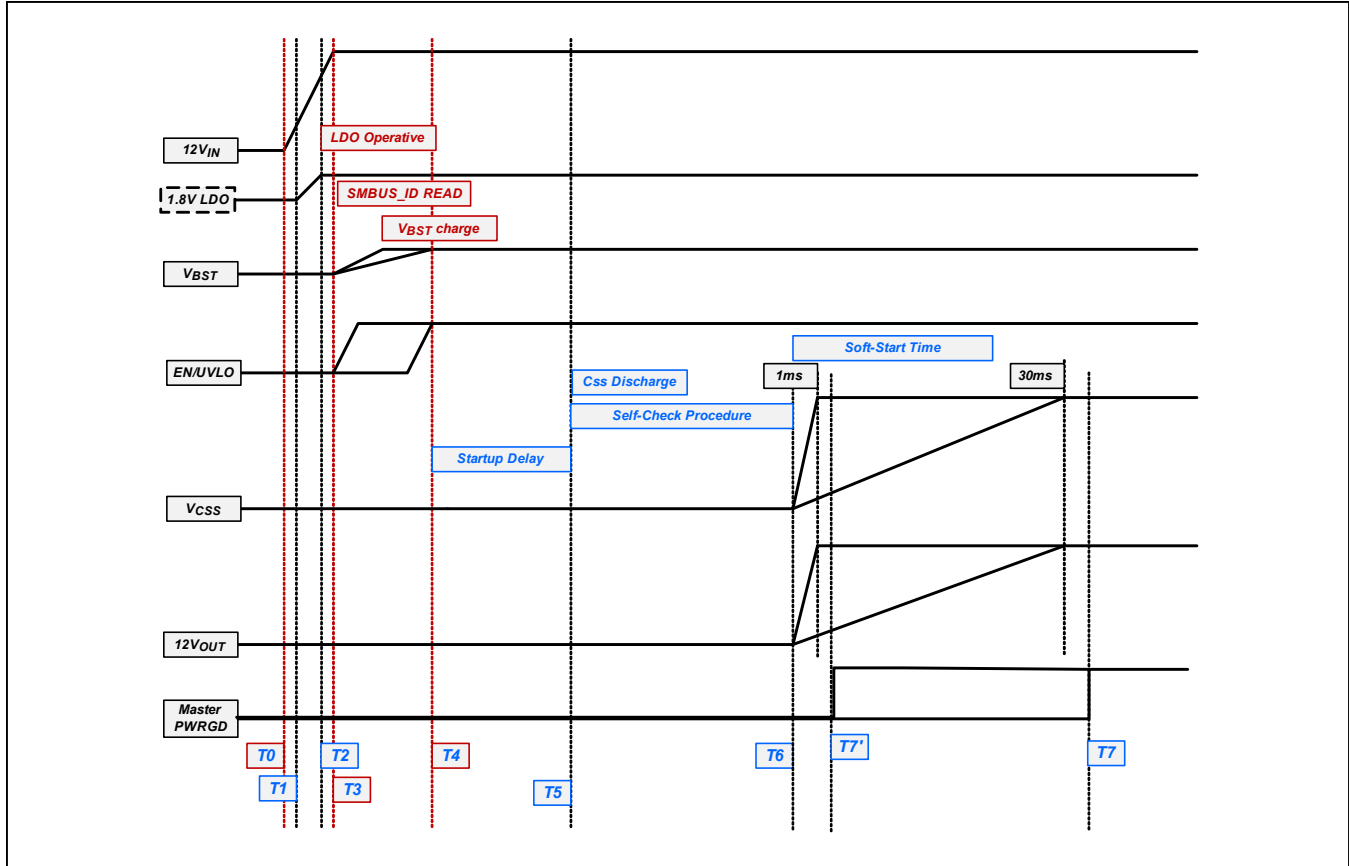 12VIN
LDO Operative
1.8V LDO
SMBUS_ID READ
VBST charge
VBST
EN/UVLO
Soft-Start Time
1ms
30ms
Css Discharge
Self-Check Procedure
Startup Delay
VCSS
12VOUT
Master
PWRGD
T0
T2
T4
T6
T7'
T7
T1
T3
T5